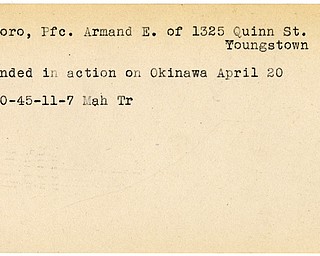 oro, Pfc. Armand E. of 1325 Quinn St.
Youngstown
nded in action on Okinawa April 20
0-45-11-7 Mah Tr